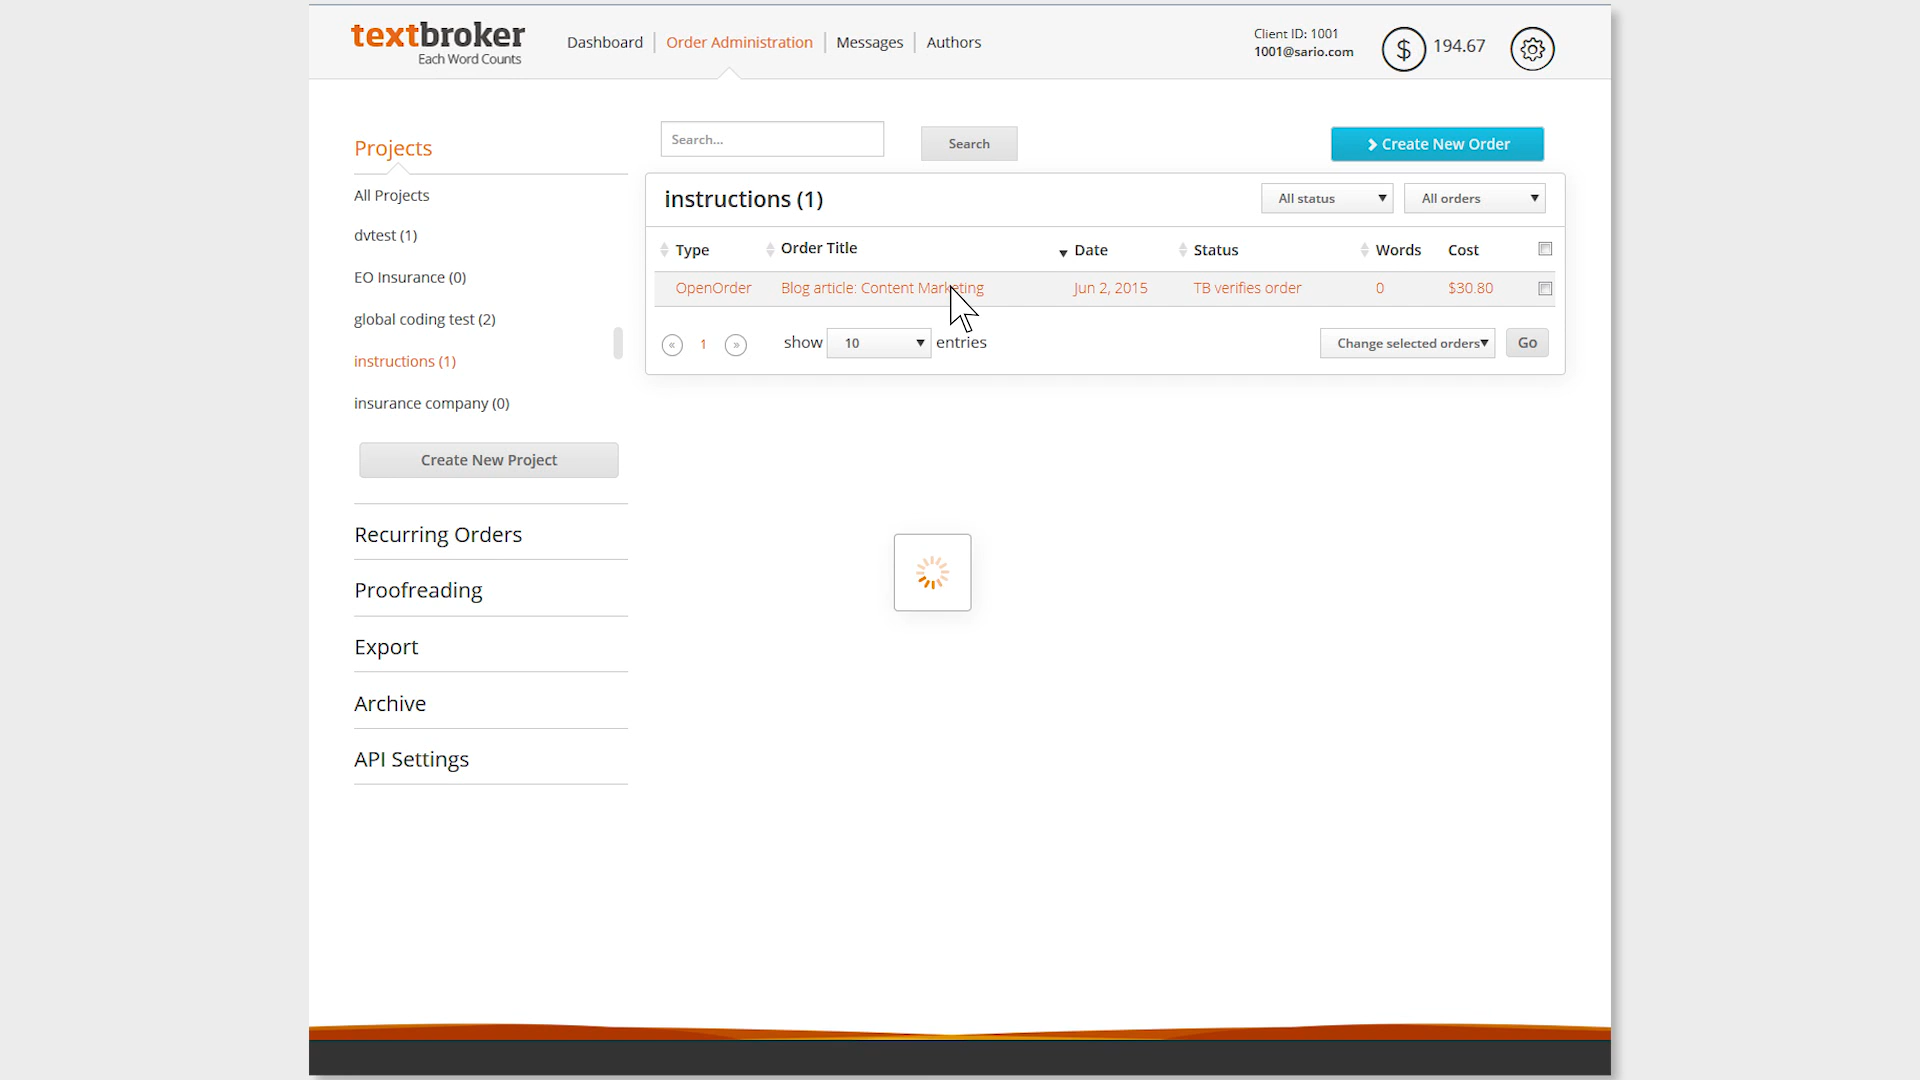 textbroker
Each Word Counts
Dashboard
Order Administration
Messages
Authors
Client ID: 1001
1001@sario.com
$
194.67
Projects
All Projects
dvtest (1)
EO Insurance (0)
global coding test (2)
instructions (1)
insurance company (0)
Create New Project
Recurring Orders
Proofreading
Export
Archive
API Settings
Search...
Search
Create New Order
instructions (1)
All status
All orders
Type Order Title Date Status Words Cost
OpenOrder Blog article: Content Marketing Jun 2, 2015 TB verifies order 0 $30.80
« 1 » show 10 entries
Change selected orders
Go